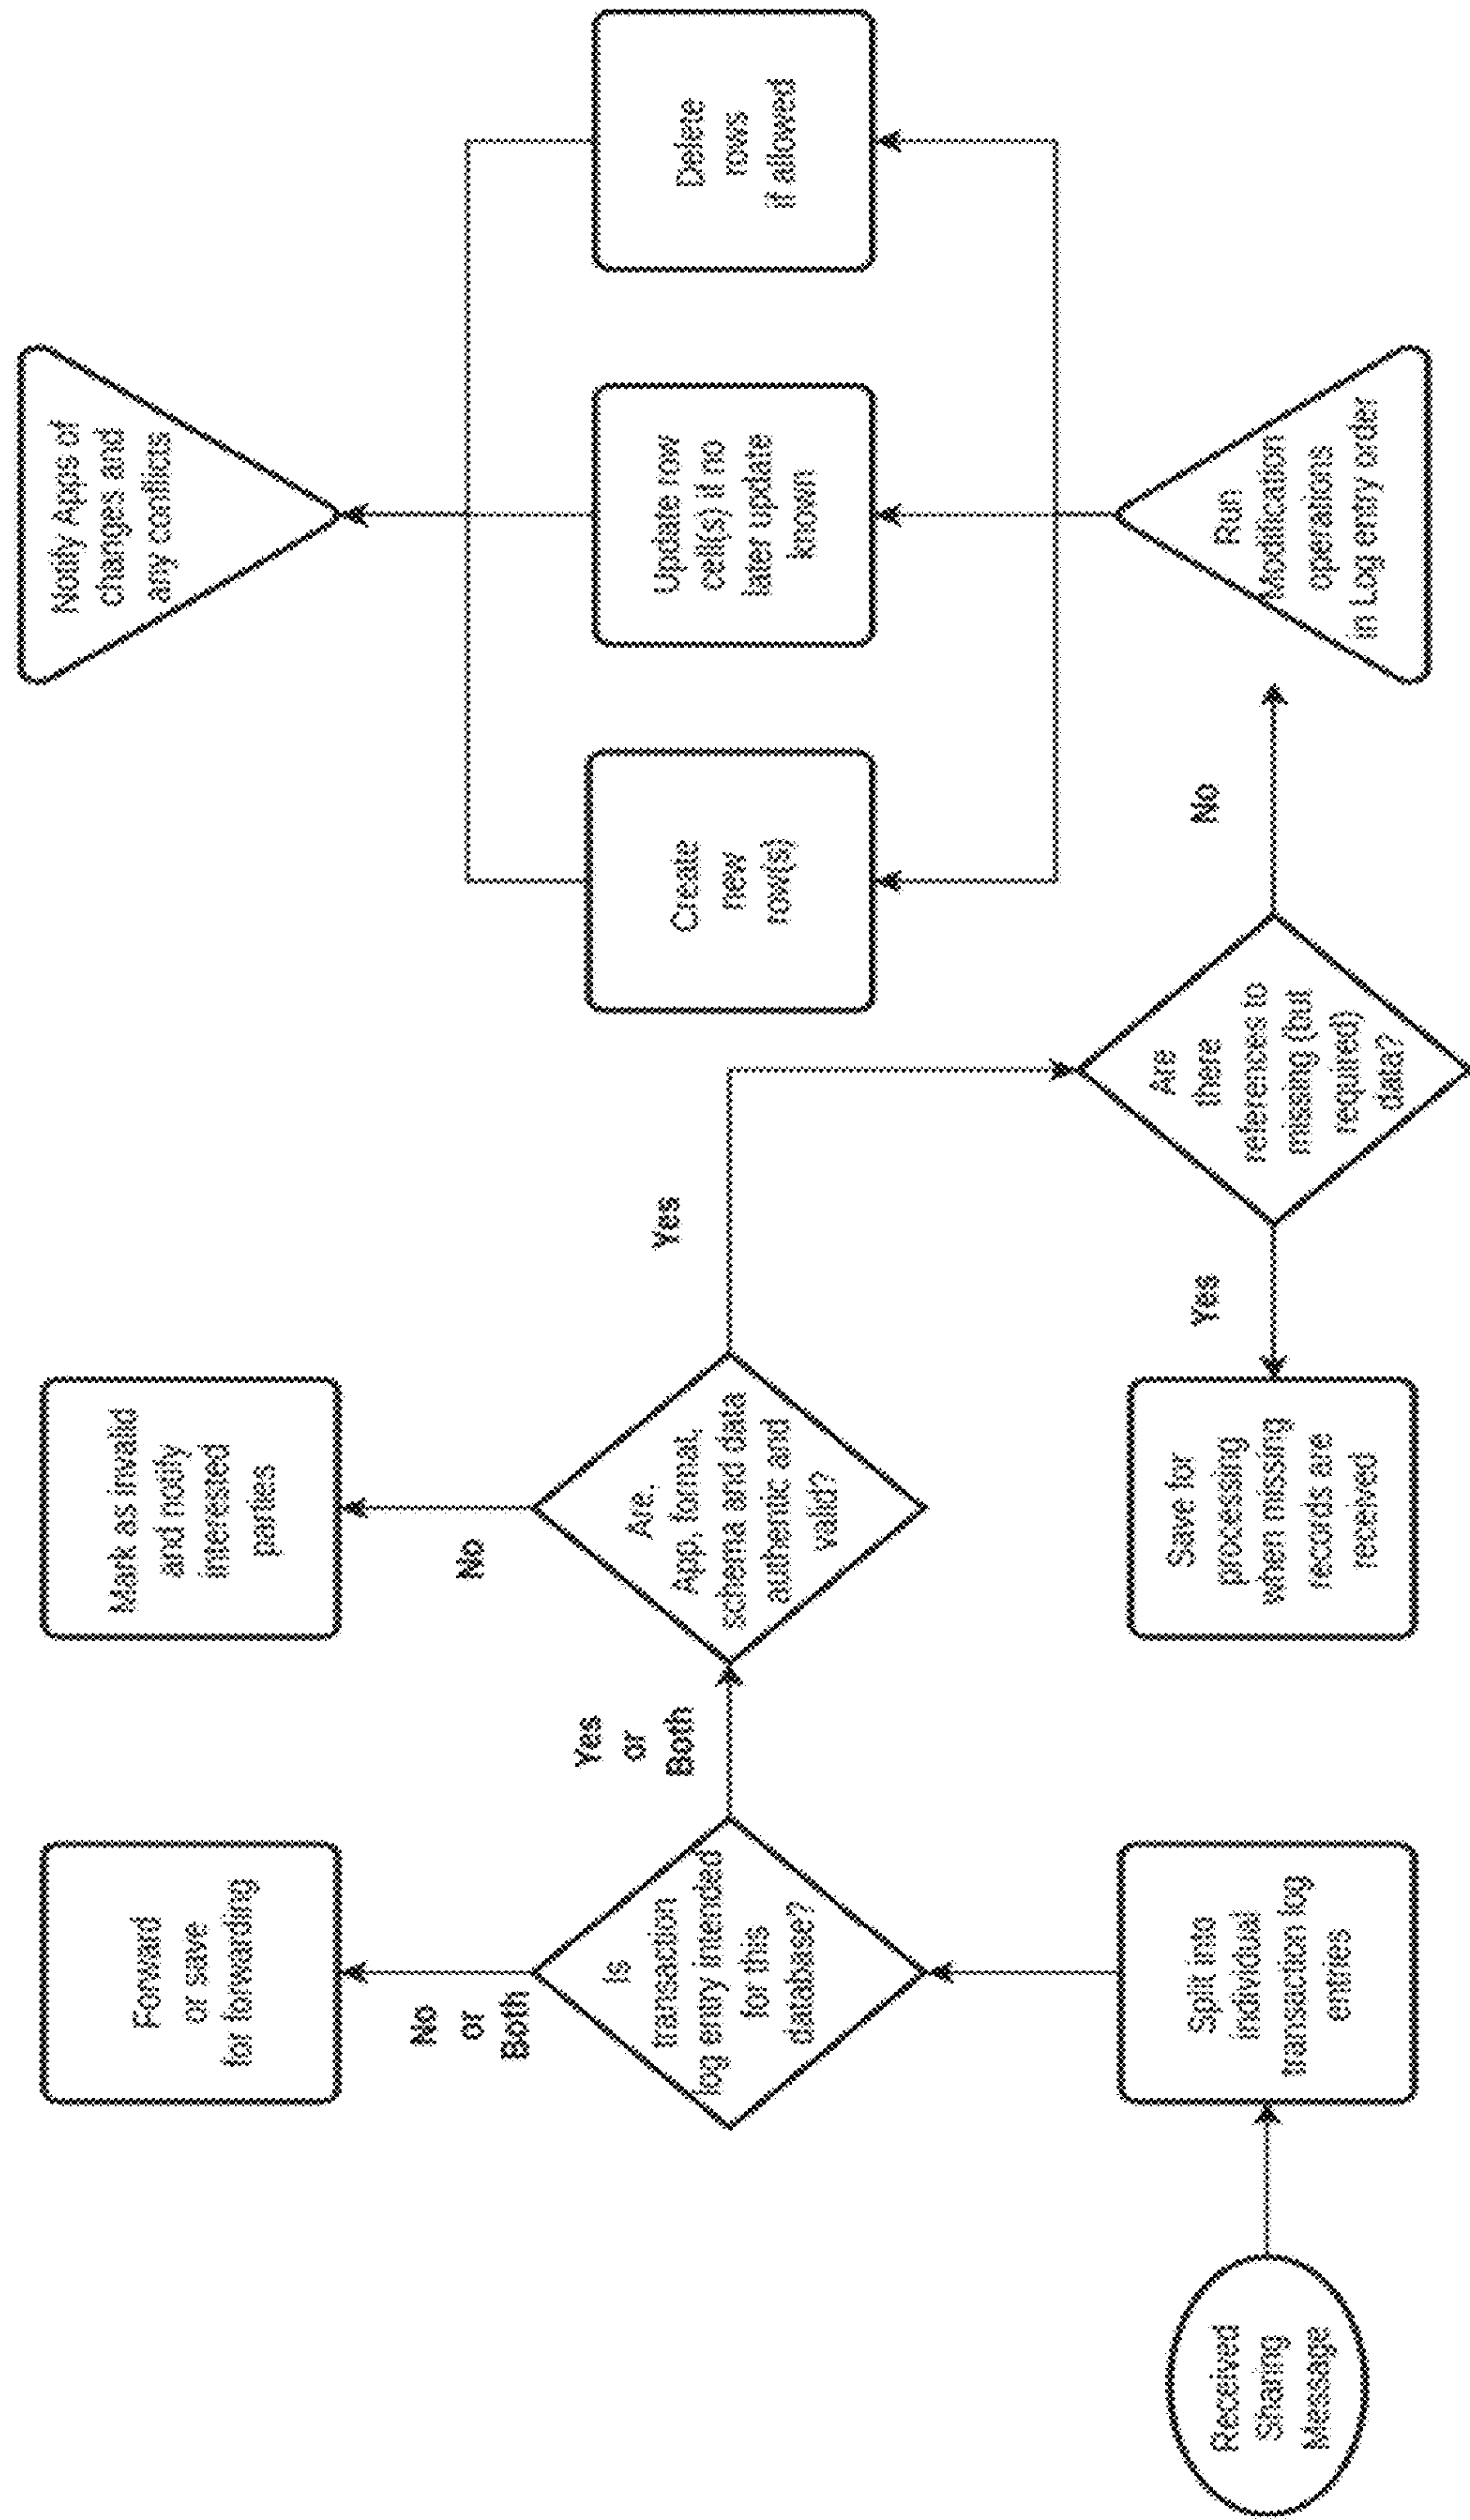 Received
Sharing
Message
Split into
individual
transaction log
entries
Is
transaction
log entry intended
for this
database?
No
or
Both
Forward
or save
for forwarding
Yes
or
Both
Are,
App, format,
schema and data
authentic and
valid?
No
Mark as invalid
and notify
interested
parties
Yes
Are
there
references to
missing (but
required)
data?
Yes
Save for
processing
when missing
records are
received
No
Run
Modification
operations
in Log entry order
Create
new
row(s)
Update row
cell(s) if no
later update
known
Delete
rows
if allowed
Notify Apps of
changes and
any conflicts